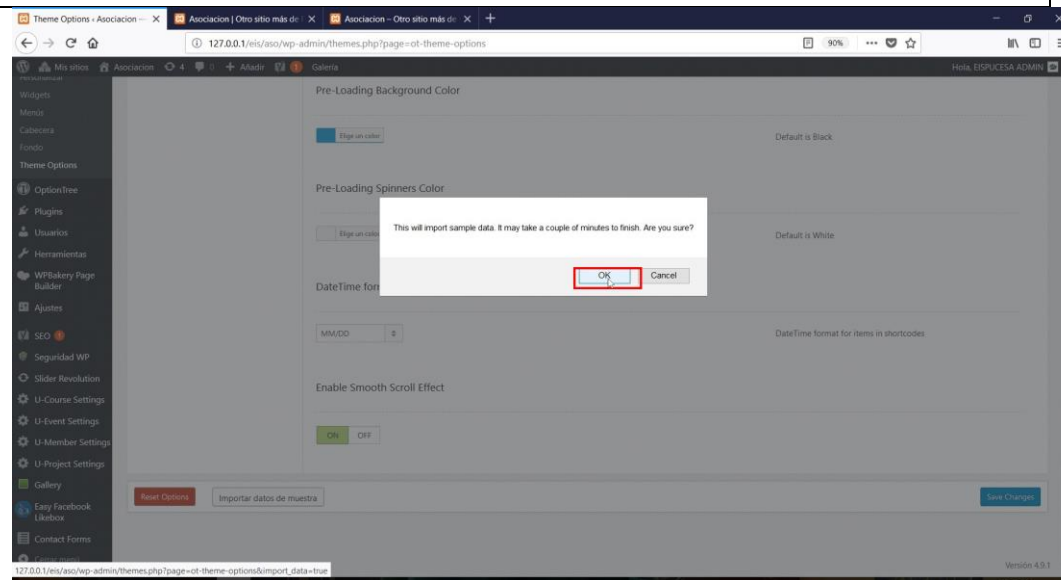 Theme Options ‹ Asociacion —
Asociacion | Otro sitio más de
Asociacion – Otro sitio más de
127.0.0.1/eis/aso/wp-admin/themes.php?page=ot-theme-options
90%
Mis sitios
Asociacion
4
0
Añadir
1
Galería
Hola, EISPUCESA ADMIN
Personalizar
Widgets
Menús
Cabecera
Fondo
Theme Options
OptionTree
Plugins
Usuarios
Herramientas
WPBakery Page
Builder
Ajustes
SEO 1
Seguridad WP
Slider Revolution
U-Course Settings
U-Event Settings
U-Member Settings
U-Project Settings
Gallery
Easy Facebook
Likebox
Contact Forms
Cerrar menú
Pre-Loading Background Color
Elige un color
Default is Black
Pre-Loading Spinners Color
Elige un color
Default is White
This will import sample data. It may take a couple of minutes to finish. Are you sure?
OK
Cancel
DateTime for
MM/DD
DateTime format for items in shortcodes
Enable Smooth Scroll Effect
ON
OFF
Reset Options
Importar datos de muestra
Save Changes
127.0.0.1/eis/aso/wp-admin/themes.php?page=ot-theme-options&import_data=true
Versión 4.9.1